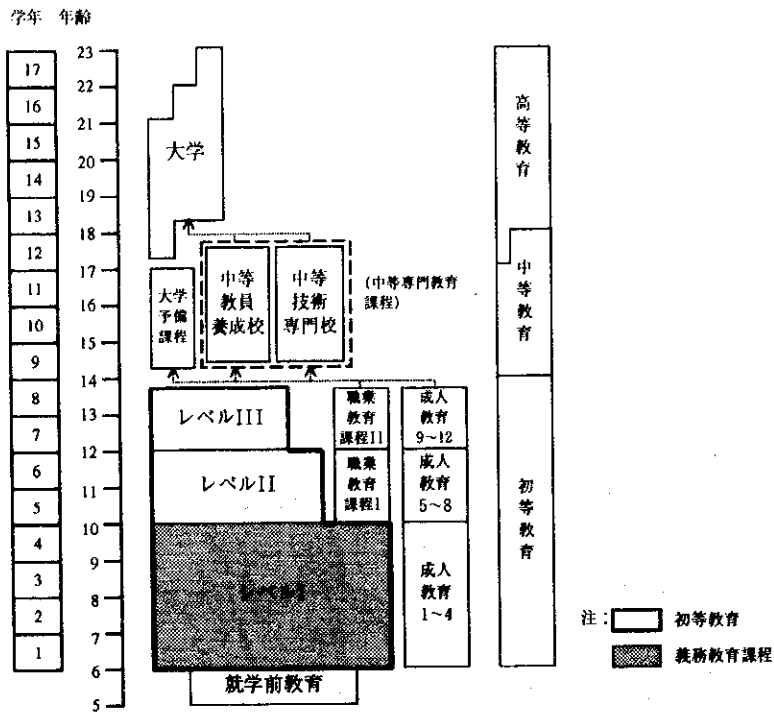 学年 年齢
17
16
15
14
13
12
11
10
9
8
7
6
5
4
3
2
1
23
22
21
20
19
18
17
16
15
14
13
12
11
10
9
8
7
6
5
大学
大学
予備
課程
中等
教員
養成校
中等
技術
専門校
(中等専門教育
課程)
レベルIII
職業
教育
課程II
成人
教育
9~12
レベルII
職業
教育
課程I
成人
教育
5~8
レベルI
成人
教育
1~4
就学前教育
高等教育
中等教育
初等教育
注:
初等教育
義務教育課程